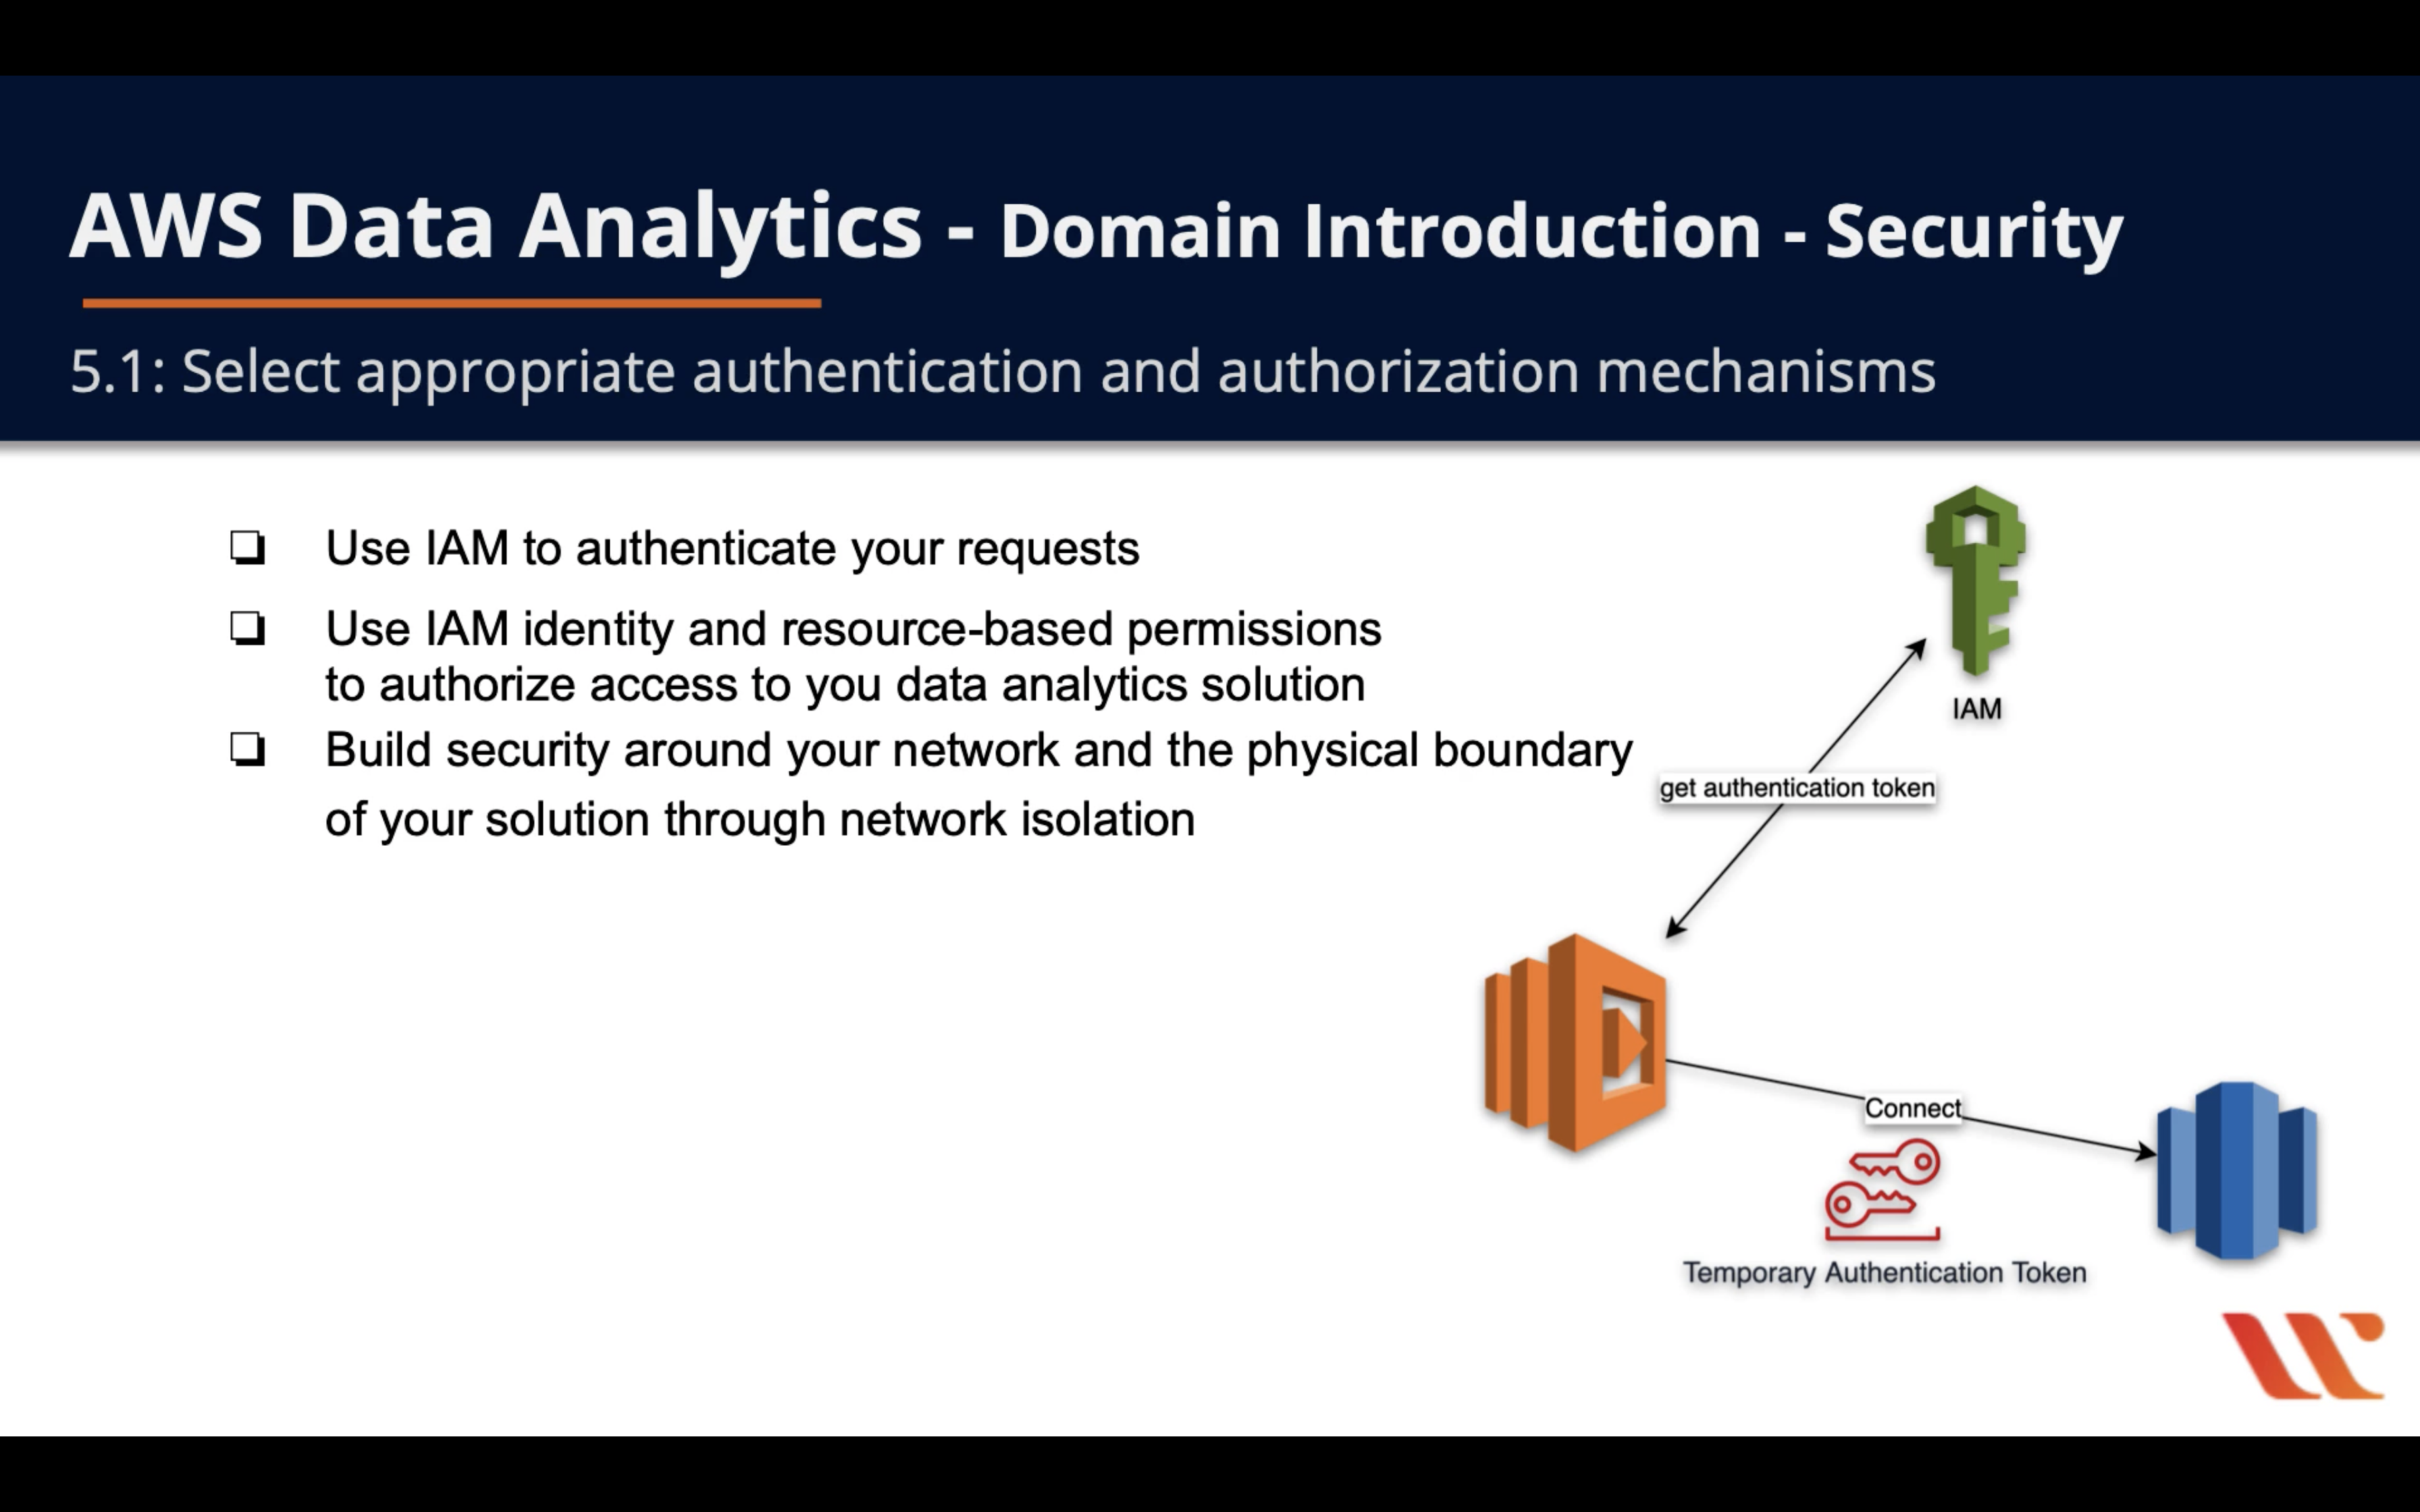 AWS Data Analytics - Domain Introduction - Security
5.1: Select appropriate authentication and authorization mechanisms
Use IAM to authenticate your requests
Use IAM identity and resource-based permissions
to authorize access to you data analytics solution
Build security around your network and the physical boundary
of your solution through network isolation
IAM
get authentication token
Connect
Temporary Authentication Token